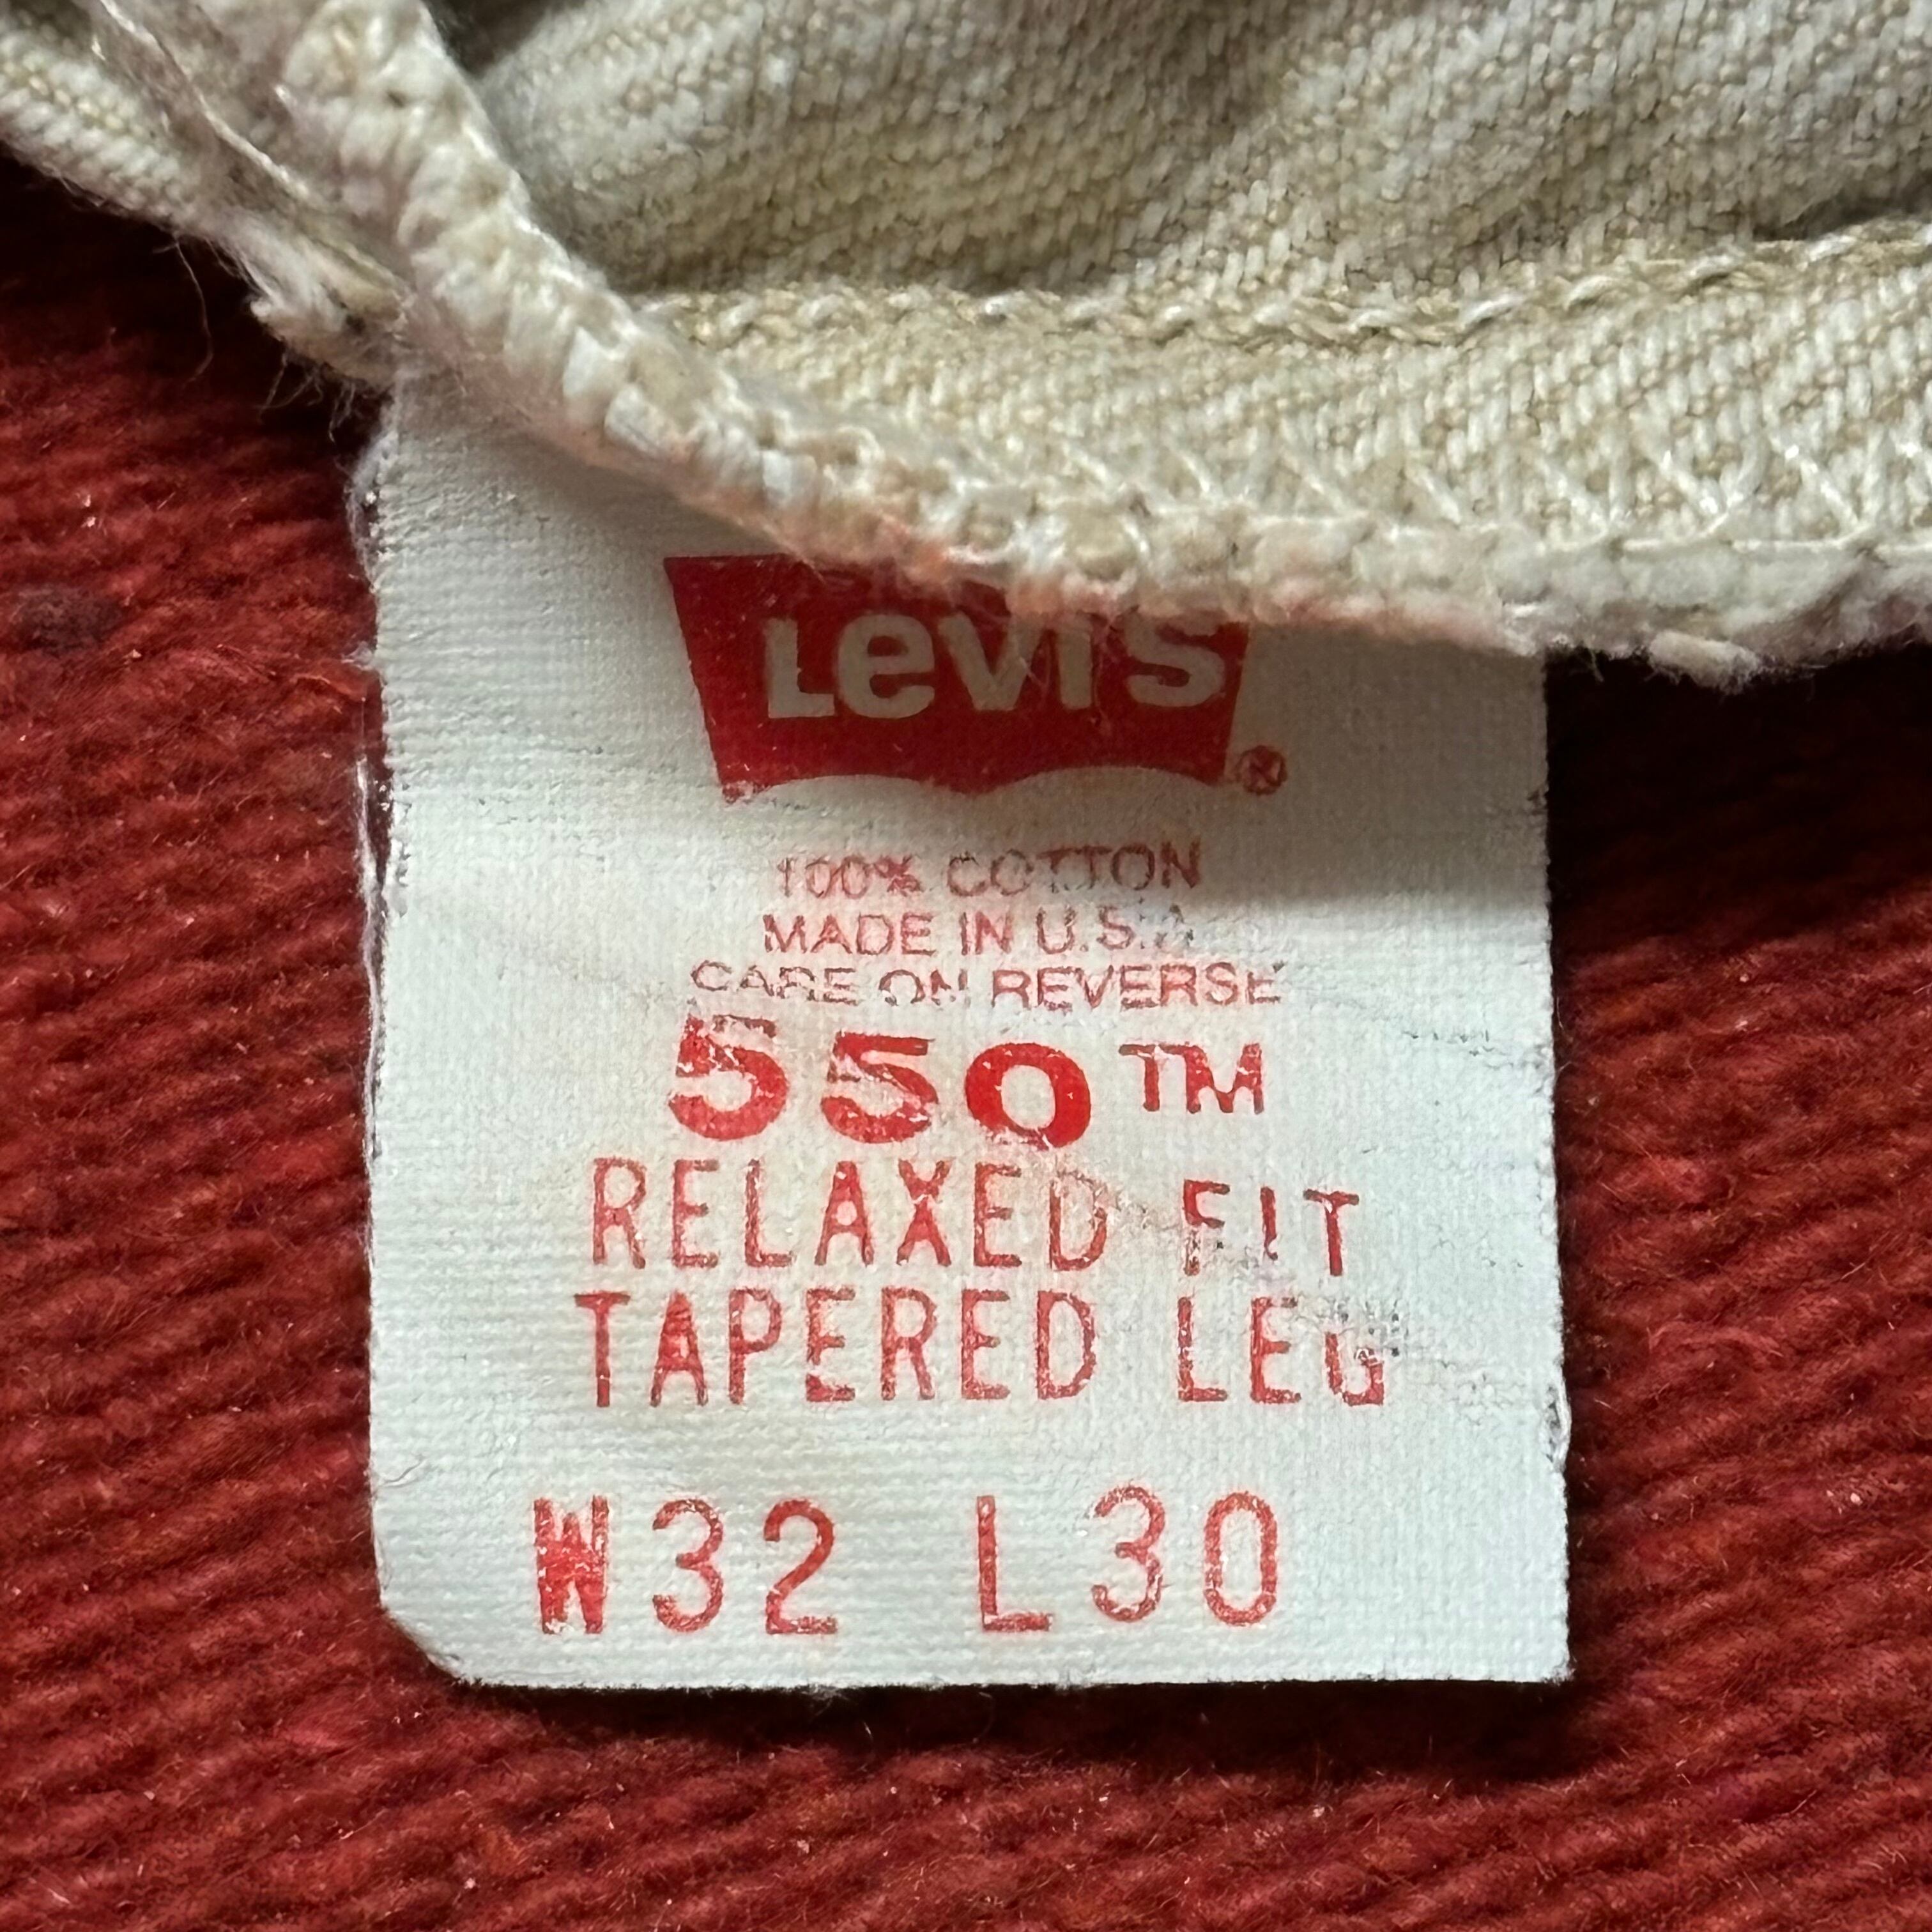 Levi's
®
100% COTTON
MADE IN U.S.A
CARE ON REVERSE
550™
RELAXED FIT
TAPERED LEG
W32 L30